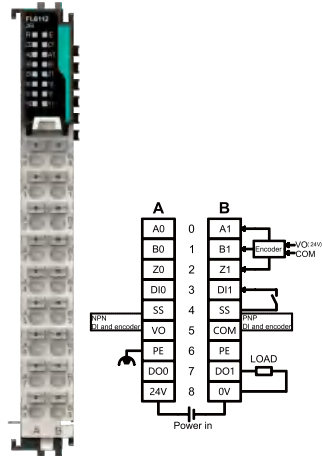 FL6112
A B
A0 0 A1
B0 1 B1 Encoder VO(24V)
COM
Z0 2 Z1
DI0 3 DI1
SS 4 SS
NPN
DI and encoder
VO 5 COM
PNP
DI and encoder
PE 6 PE
DO0 7 DO1 LOAD
24V 8 0V
Power in
A B